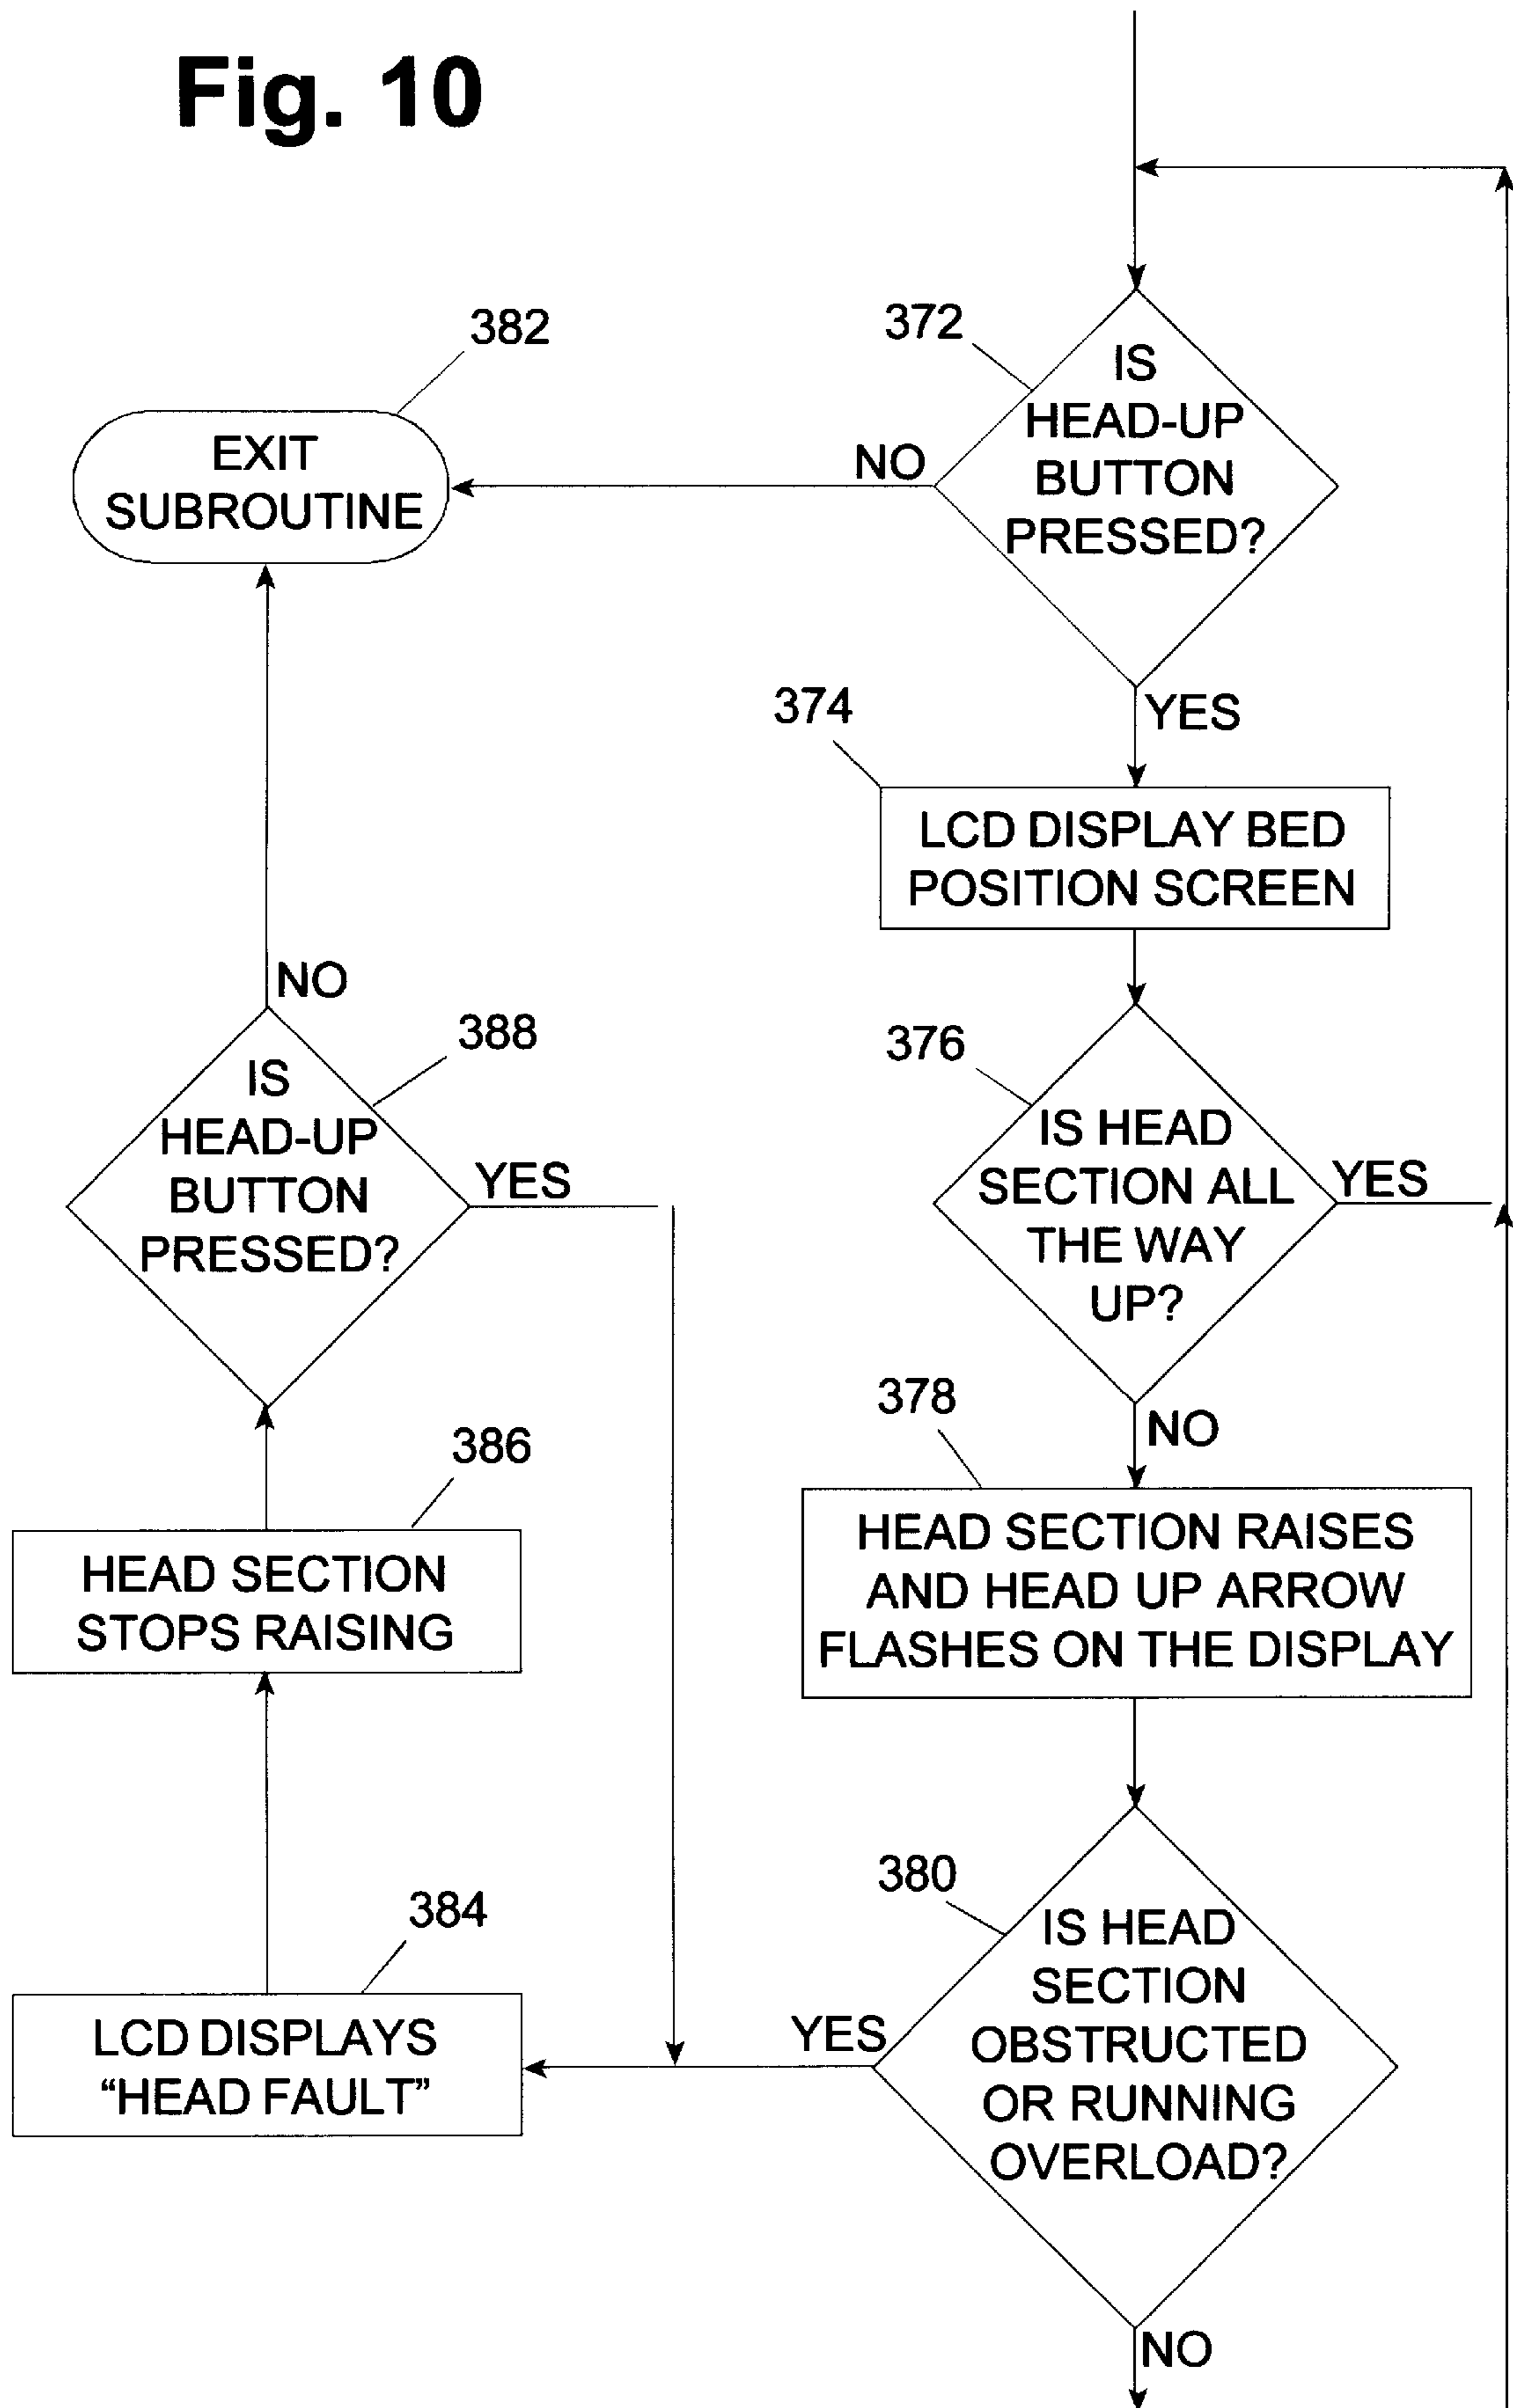 Fig. 10
382
EXIT
SUBROUTINE
372
IS
HEAD-UP
BUTTON
PRESSED?
NO
YES
374
LCD DISPLAY BED
POSITION SCREEN
376
IS HEAD
SECTION ALL
THE WAY
UP?
YES
NO
378
HEAD SECTION RAISES
AND HEAD UP ARROW
FLASHES ON THE DISPLAY
380
IS HEAD
SECTION
OBSTRUCTED
OR RUNNING
OVERLOAD?
YES
NO
384
LCD DISPLAYS
“HEAD FAULT”
386
HEAD SECTION
STOPS RAISING
388
IS
HEAD-UP
BUTTON
PRESSED?
YES
NO